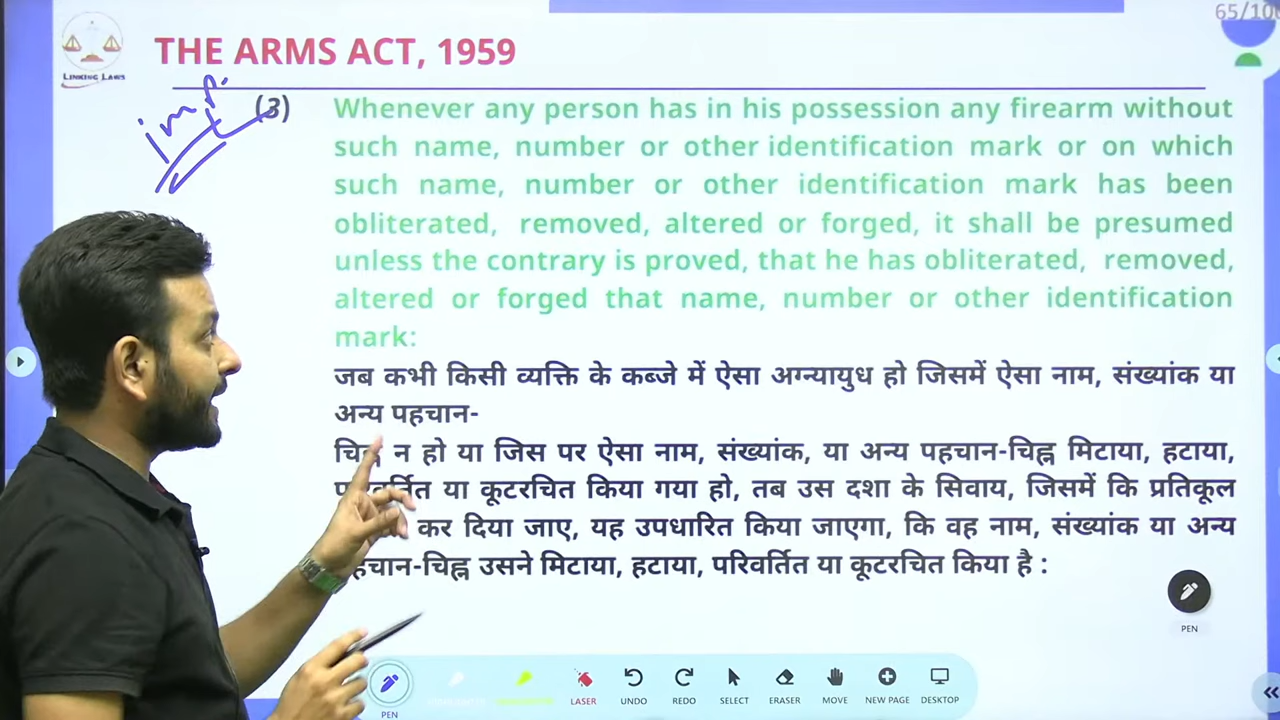 65/100
LINKING LAWS
THE ARMS ACT, 1959
imp.
(3)
Whenever any person has in his possession any firearm without
such name, number or other identification mark or on which
such name, number or other identification mark has been
obliterated, removed, altered or forged, it shall be presumed
unless the contrary is proved, that he has obliterated, removed,
altered or forged that name, number or other identification
mark:
जब कभी किसी व्यक्ति के कब्जे में ऐसा अग्न्यायुध हो जिसमें ऐसा नाम, संख्यांक या
अन्य पहचान-
चिह्न न हो या जिस पर ऐसा नाम, संख्यांक, या अन्य पहचान-चिह्न मिटाया, हटाया,
या कूटरचित किया गया हो, तब उस दशा के सिवाय, जिसमें कि प्रतिकूल
कर दिया जाए, यह उपधारित किया जाएगा, कि वह नाम, संख्यांक या अन्य
पहचान-चिह्न उसने मिटाया, हटाया, परिवर्तित या कूटरचित किया है :
PEN
PEN
LASER
UNDO
REDO
SELECT
ERASER
MOVE
NEW PAGE
DESKTOP